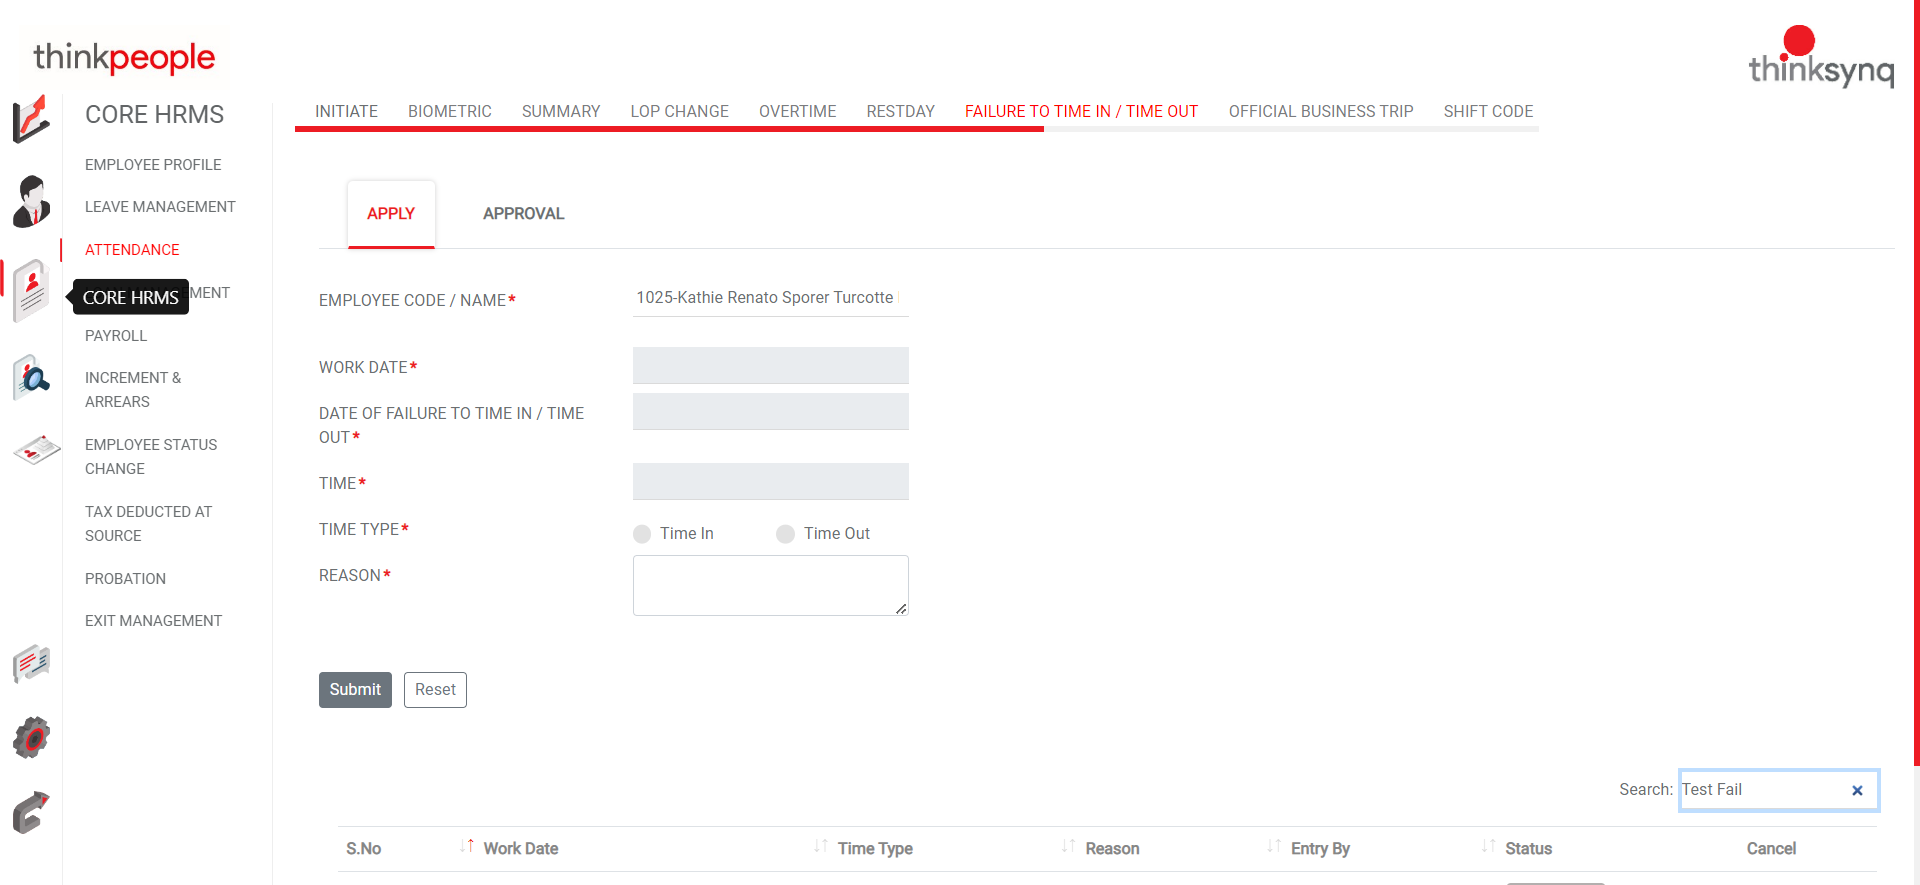 thinkpeople
thinksynq
CORE HRMS
INITIATE BIOMETRIC SUMMARY LOP CHANGE OVERTIME RESTDAY FAILURE TO TIME IN / TIME OUT OFFICIAL BUSINESS TRIP SHIFT CODE
EMPLOYEE PROFILE
LEAVE MANAGEMENT
ATTENDANCE
CORE HRMS
PAYROLL
INCREMENT &
ARREARS
EMPLOYEE STATUS
CHANGE
TAX DEDUCTED AT
SOURCE
PROBATION
EXIT MANAGEMENT
APPLY APPROVAL
EMPLOYEE CODE / NAME* 1025-Kathie Renato Sporer Turcotte
WORK DATE*
DATE OF FAILURE TO TIME IN / TIME
OUT*
TIME*
TIME TYPE* Time In Time Out
REASON*
Submit Reset
Search: Test Fail
S.No Work Date Time Type Reason Entry By Status Cancel